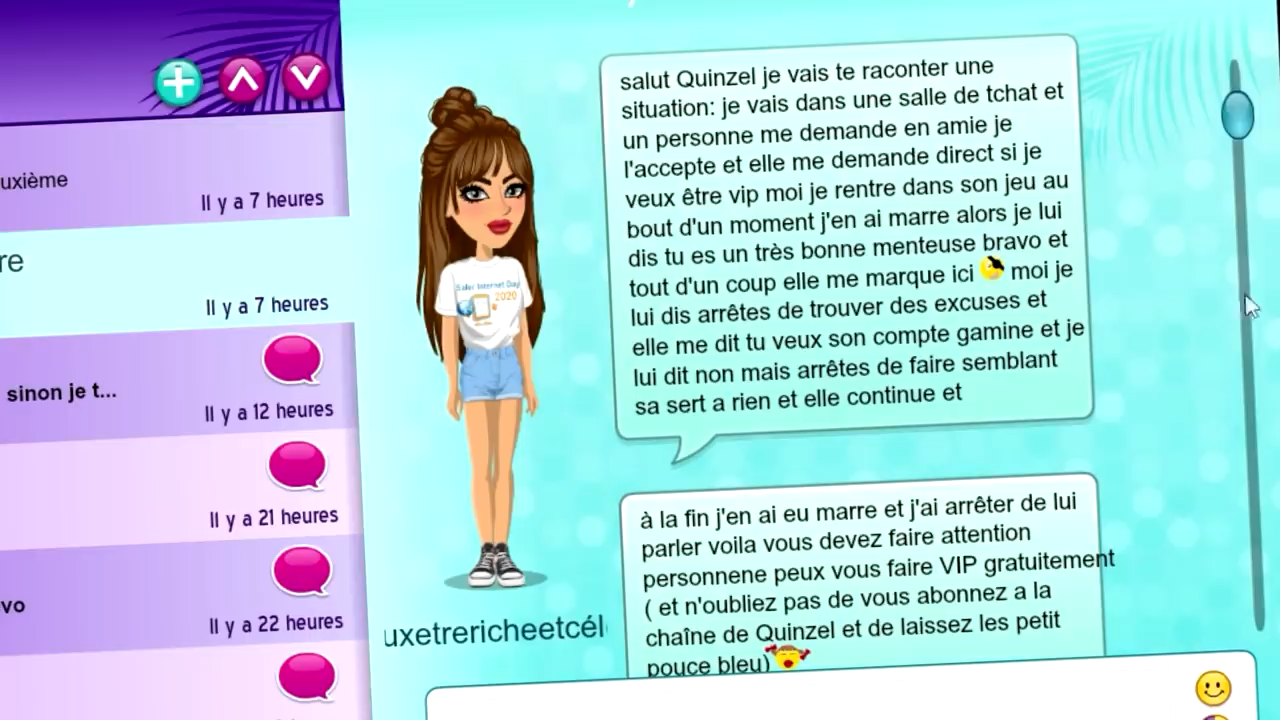 uxième
Il y a 7 heures
re
Il y a 7 heures
sinon je t...
Il y a 12 heures
Il y a 21 heures
vo
Il y a 22 heures
Safer Internet Day
2020
uxetrericheetcél
salut Quinzel je vais te raconter une
situation: je vais dans une salle de tchat et
un personne me demande en amie je
l'accepte et elle me demande direct si je
veux être vip moi je rentre dans son jeu au
bout d'un moment j'en ai marre alors je lui
dis tu es un très bonne menteuse bravo et
tout d'un coup elle me marque ici moi je
lui dis arrêtes de trouver des excuses et
elle me dit tu veux son compte gamine et je
lui dit non mais arrêtes de faire semblant
sa sert a rien et elle continue et
à la fin j'en ai eu marre et j'ai arrêter de lui
parler voila vous devez faire attention
personnene peux vous faire VIP gratuitement
( et n'oubliez pas de vous abonnez a la
chaîne de Quinzel et de laissez les petit
pouce bleu)